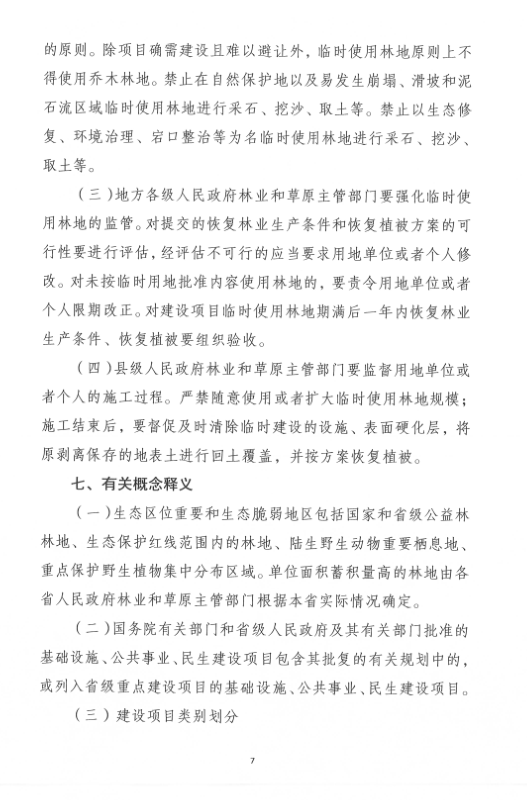 的原则。除项目确需建设且难以避让外，临时使用林地原则上不
得使用乔木林地。禁止在自然保护地以及易发生崩塌、滑坡和泥
石流区域临时使用林地进行采石、挖沙、取土等。禁止以生态修
复、环境治理、宕口整治等为名临时使用林地进行采石、挖沙、
取土等。
（三）地方各级人民政府林业和草原主管部门要强化临时使
用林地的监管。对提交的恢复林业生产条件和恢复植被方案的可
行性要进行评估，经评估不可行的应当要求用地单位或者个人修
改。对未按临时用地批准内容使用林地的，要责令用地单位或者
个人限期改正。对建设项目临时使用林地期满后一年内恢复林业
生产条件、恢复植被要组织验收。
（四）县级人民政府林业和草原主管部门要监督用地单位或
者个人的施工过程。严禁随意使用或者扩大临时使用林地规模；
施工结束后，要督促及时清除临时建设的设施、表面硬化层，将
原剥离保存的地表土进行回土覆盖，并按方案恢复植被。
七、有关概念释义
（一）生态区位重要和生态脆弱地区包括国家和省级公益林
林地、生态保护红线范围内的林地、陆生野生动物重要栖息地、
重点保护野生植物集中分布区域。单位面积蓄积量高的林地由各
省人民政府林业和草原主管部门根据本省实际情况确定。
（二）国务院有关部门和省级人民政府及其有关部门批准的
基础设施、公共事业、民生建设项目包含其批复的有关规划中的，
或列入省级重点建设项目的基础设施、公共事业、民生建设项目。
（三）建设项目类别划分
7